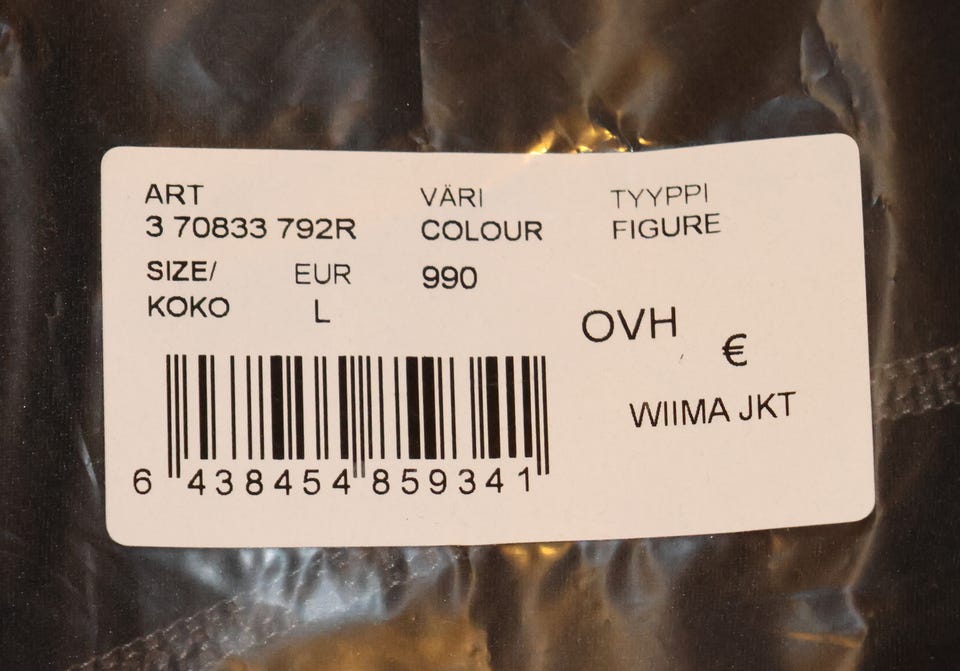 ART
3 70833 792R
VÄRI
COLOUR
TYYPPI
FIGURE
SIZE/
KOKO
EUR
L
990
OVH
€
WIIMA JKT
6 438454 859341